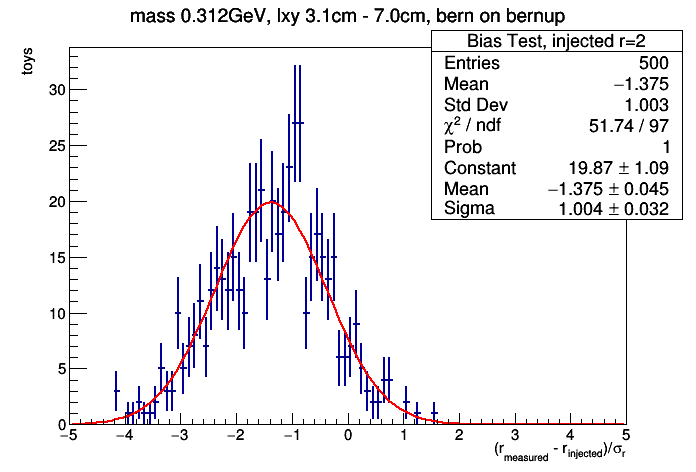 mass 0.312GeV, lxy 3.1cm - 7.0cm, bern on bernup
Bias Test, injected r=2
Entries 500
Mean −1.375
Std Dev 1.003
χ² / ndf 51.74 / 97
Prob 1
Constant 19.87 ± 1.09
Mean −1.375 ± 0.045
Sigma 1.004 ± 0.032
toys
30
25
20
15
10
5
0
−5 −4 −3 −2 −1 0 1 2 3 4 5
(r_measured - r_injected)/σ_r